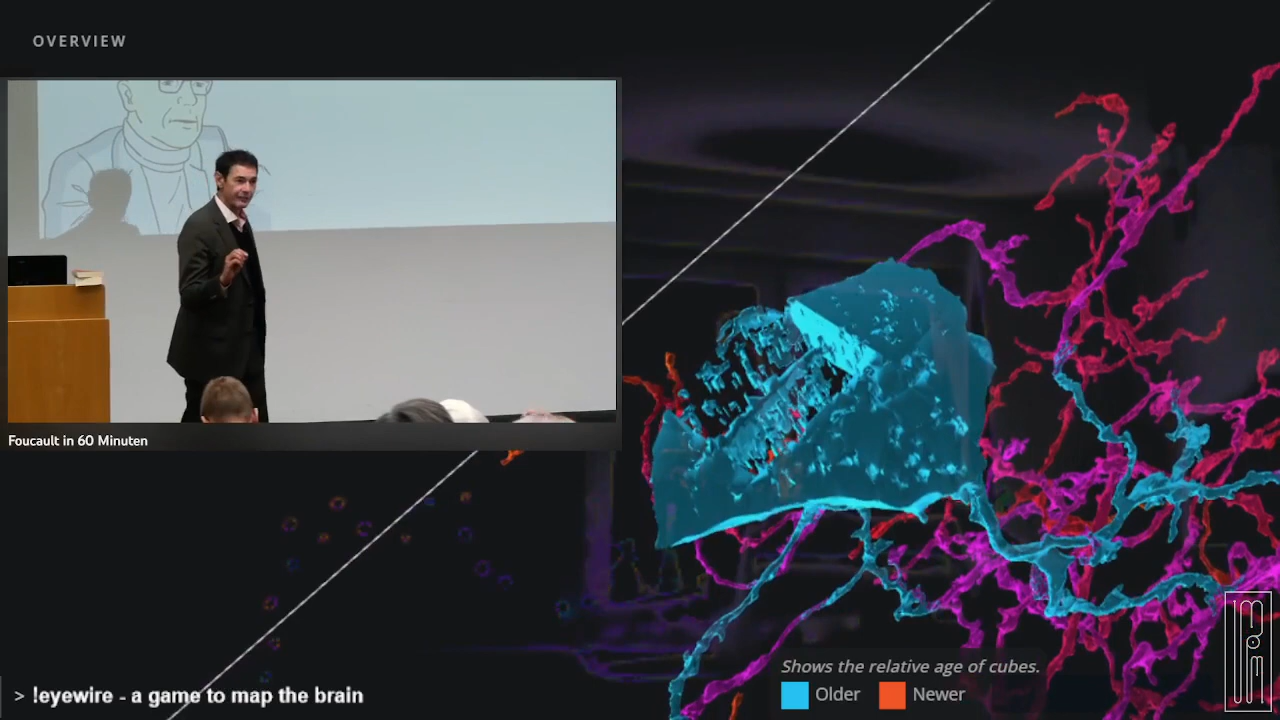 OVERVIEW
Foucault in 60 Minuten
Shows the relative age of cubes.
Older Newer
> !eyewire - a game to map the brain